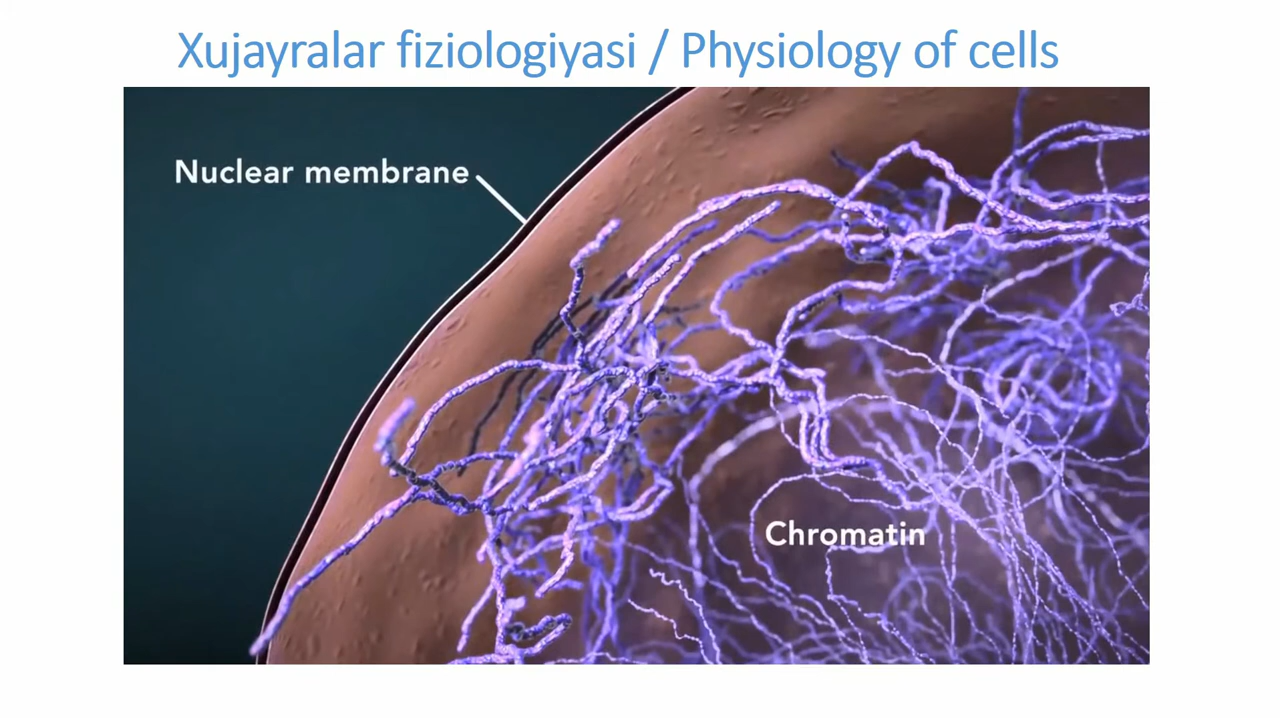 Xujayralar fiziologiyasi / Physiology of cells
Nuclear membrane
Chromatin